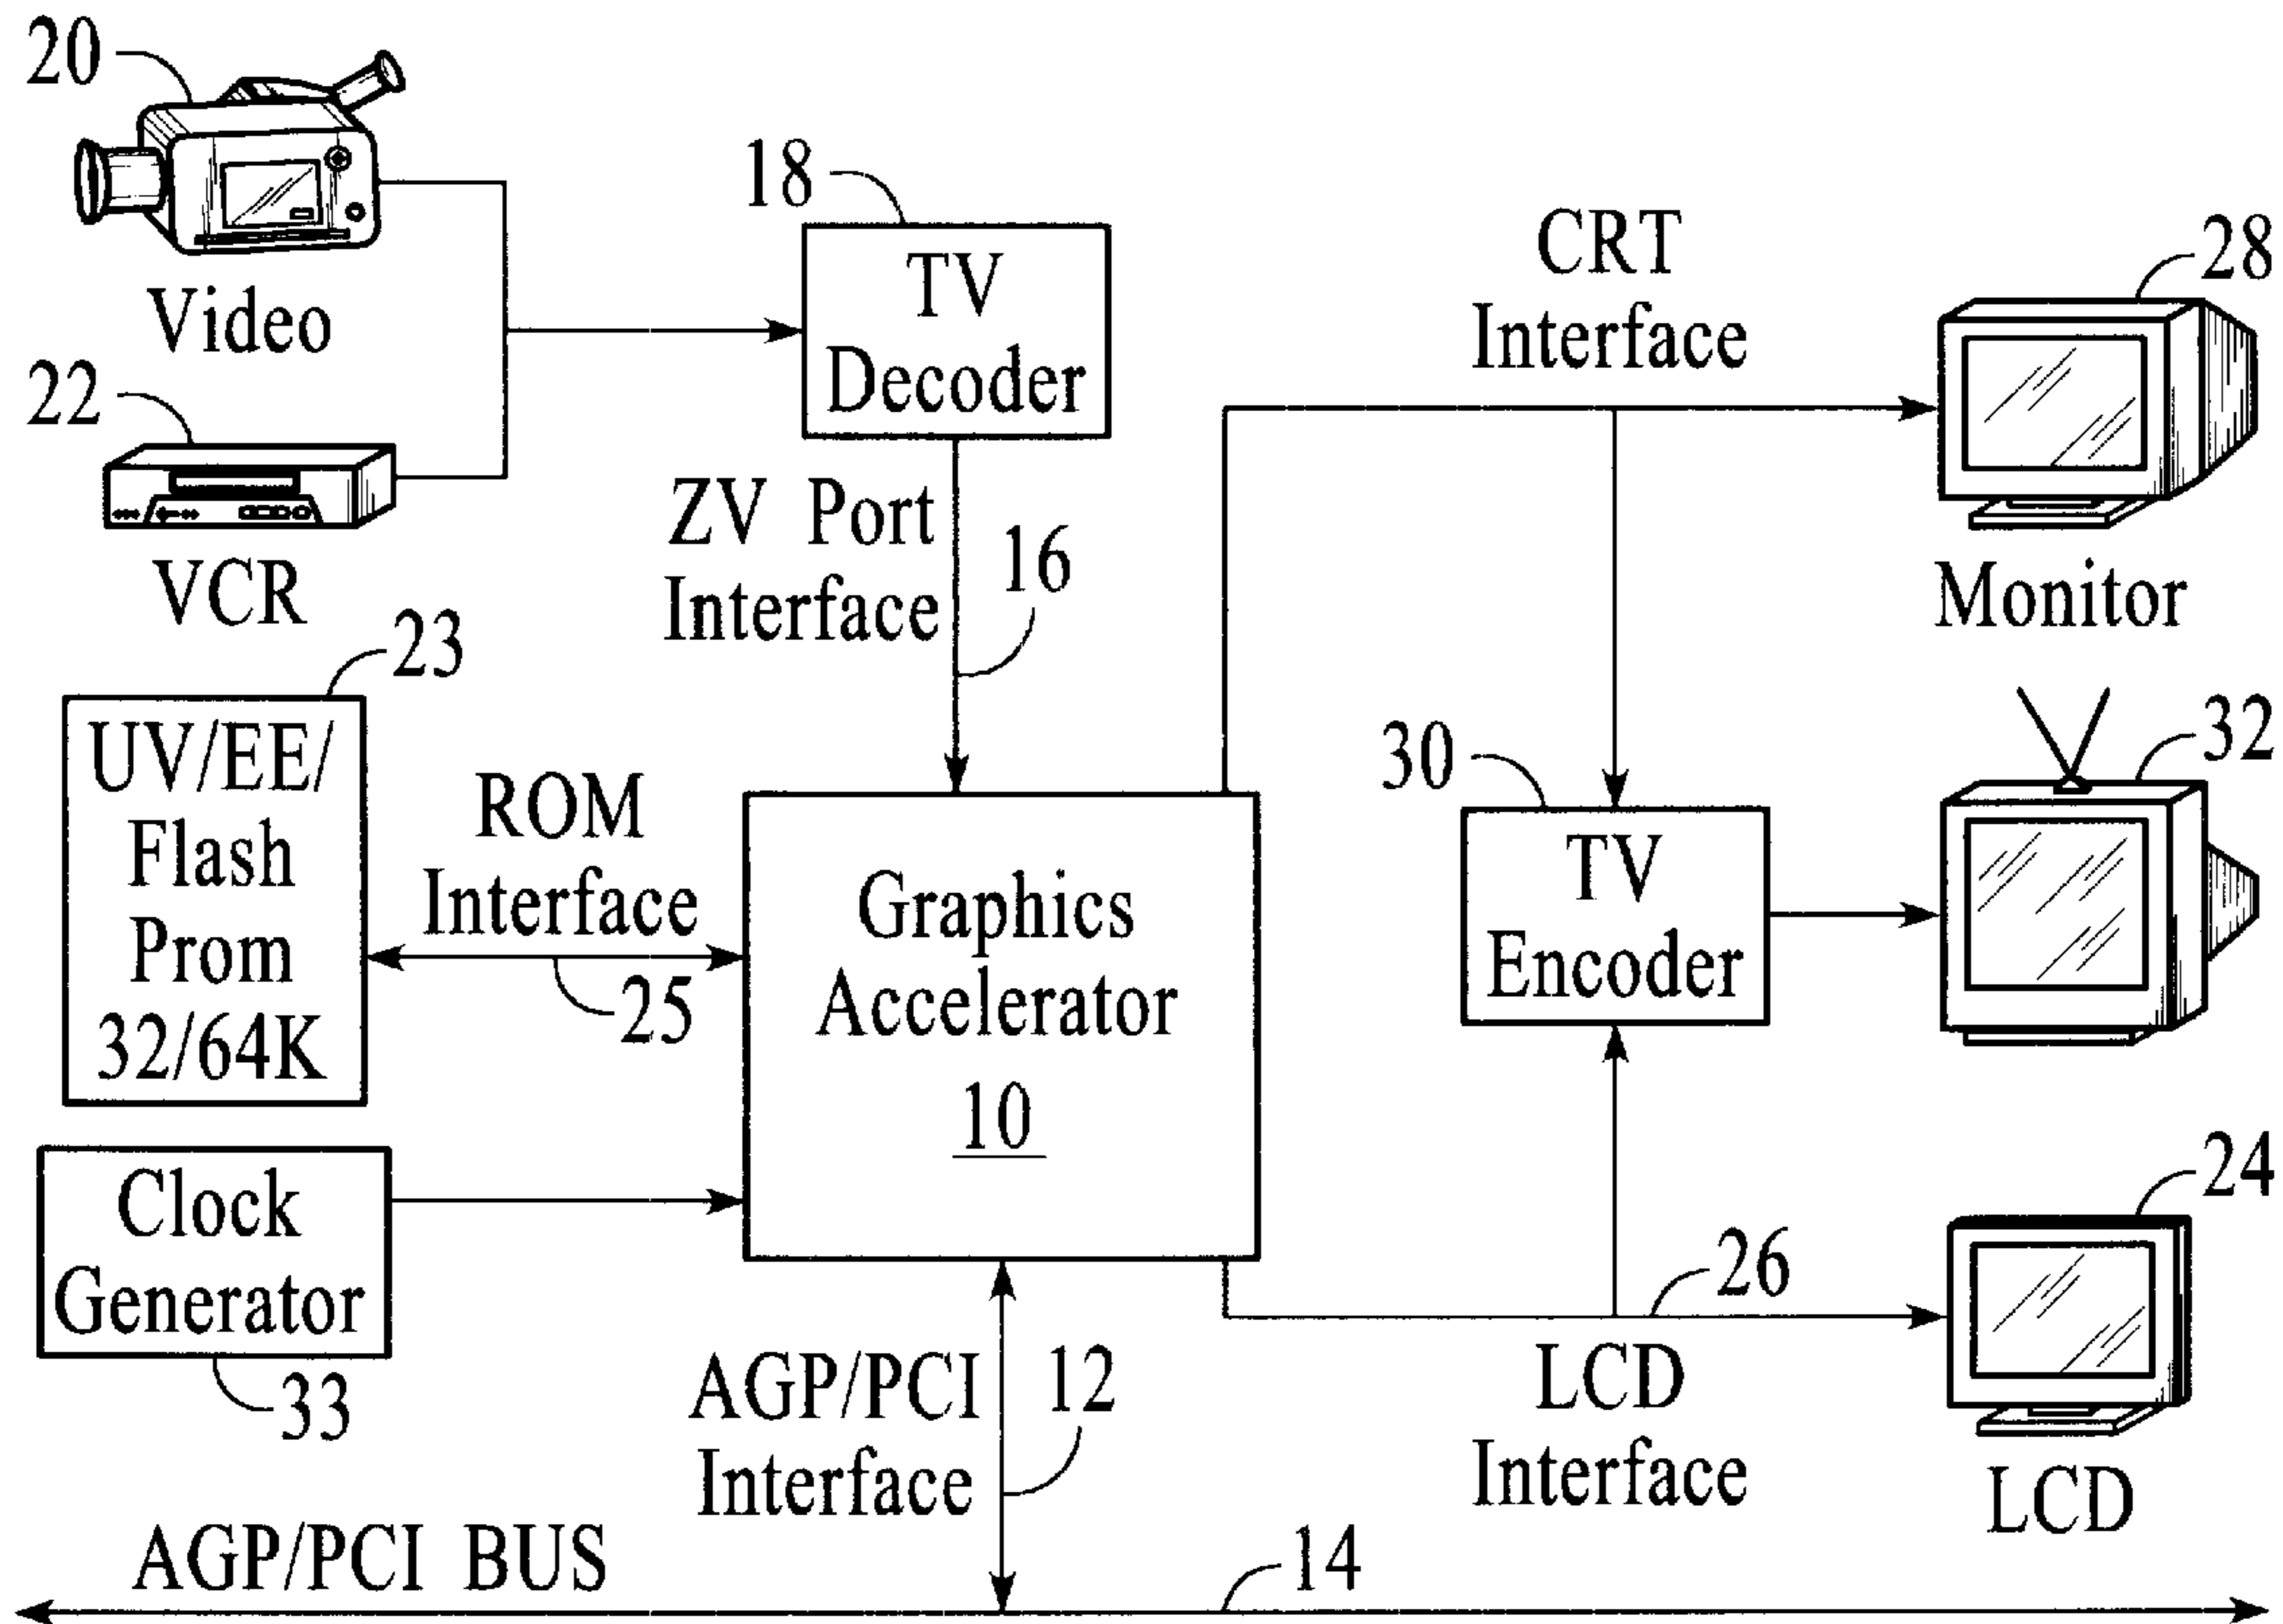 20
Video
22
VCR
18
TV
Decoder
ZV Port
Interface
16
CRT
Interface
28
Monitor
23
UV/EE/
Flash
Prom
32/64K
ROM
Interface
25
Graphics
Accelerator
10
30
TV
Encoder
32
Clock
Generator
33
AGP/PCI
Interface
12
26
LCD
Interface
24
LCD
AGP/PCI BUS
14